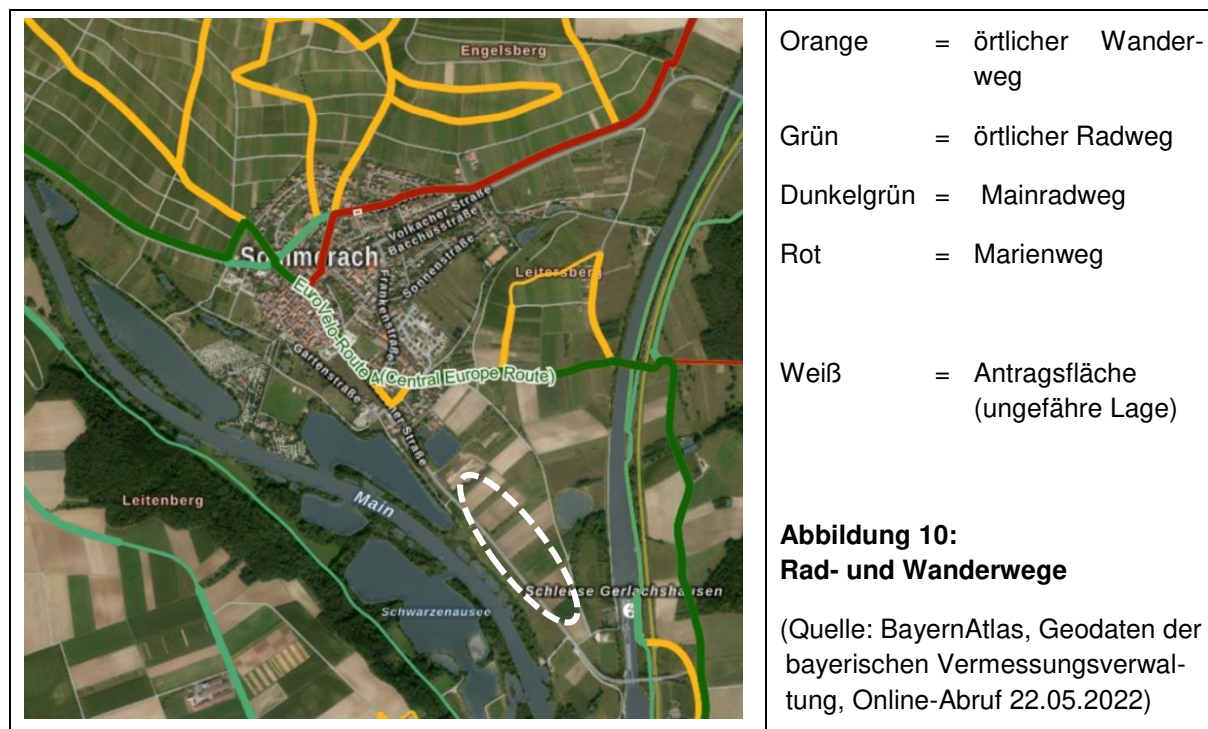 Engelsberg
Volkacher Straße
Bacchusstraße
Sommerach
Sonnenstraße
Leitersberg
Frankenstraße
EuroVelo-Route 4 (Central Europe Route)
Gartenstraße
er Straße
Leitenberg
Main
Schleuse Gerlachshausen
Schwarzenausee
Orange = örtlicher Wander-
weg
Grün = örtlicher Radweg
Dunkelgrün = Mainradweg
Rot = Marienweg
Weiß = Antragsfläche
(ungefähre Lage)
Abbildung 10:
Rad- und Wanderwege
(Quelle: BayernAtlas, Geodaten der
bayerischen Vermessungsverwal-
tung, Online-Abruf 22.05.2022)